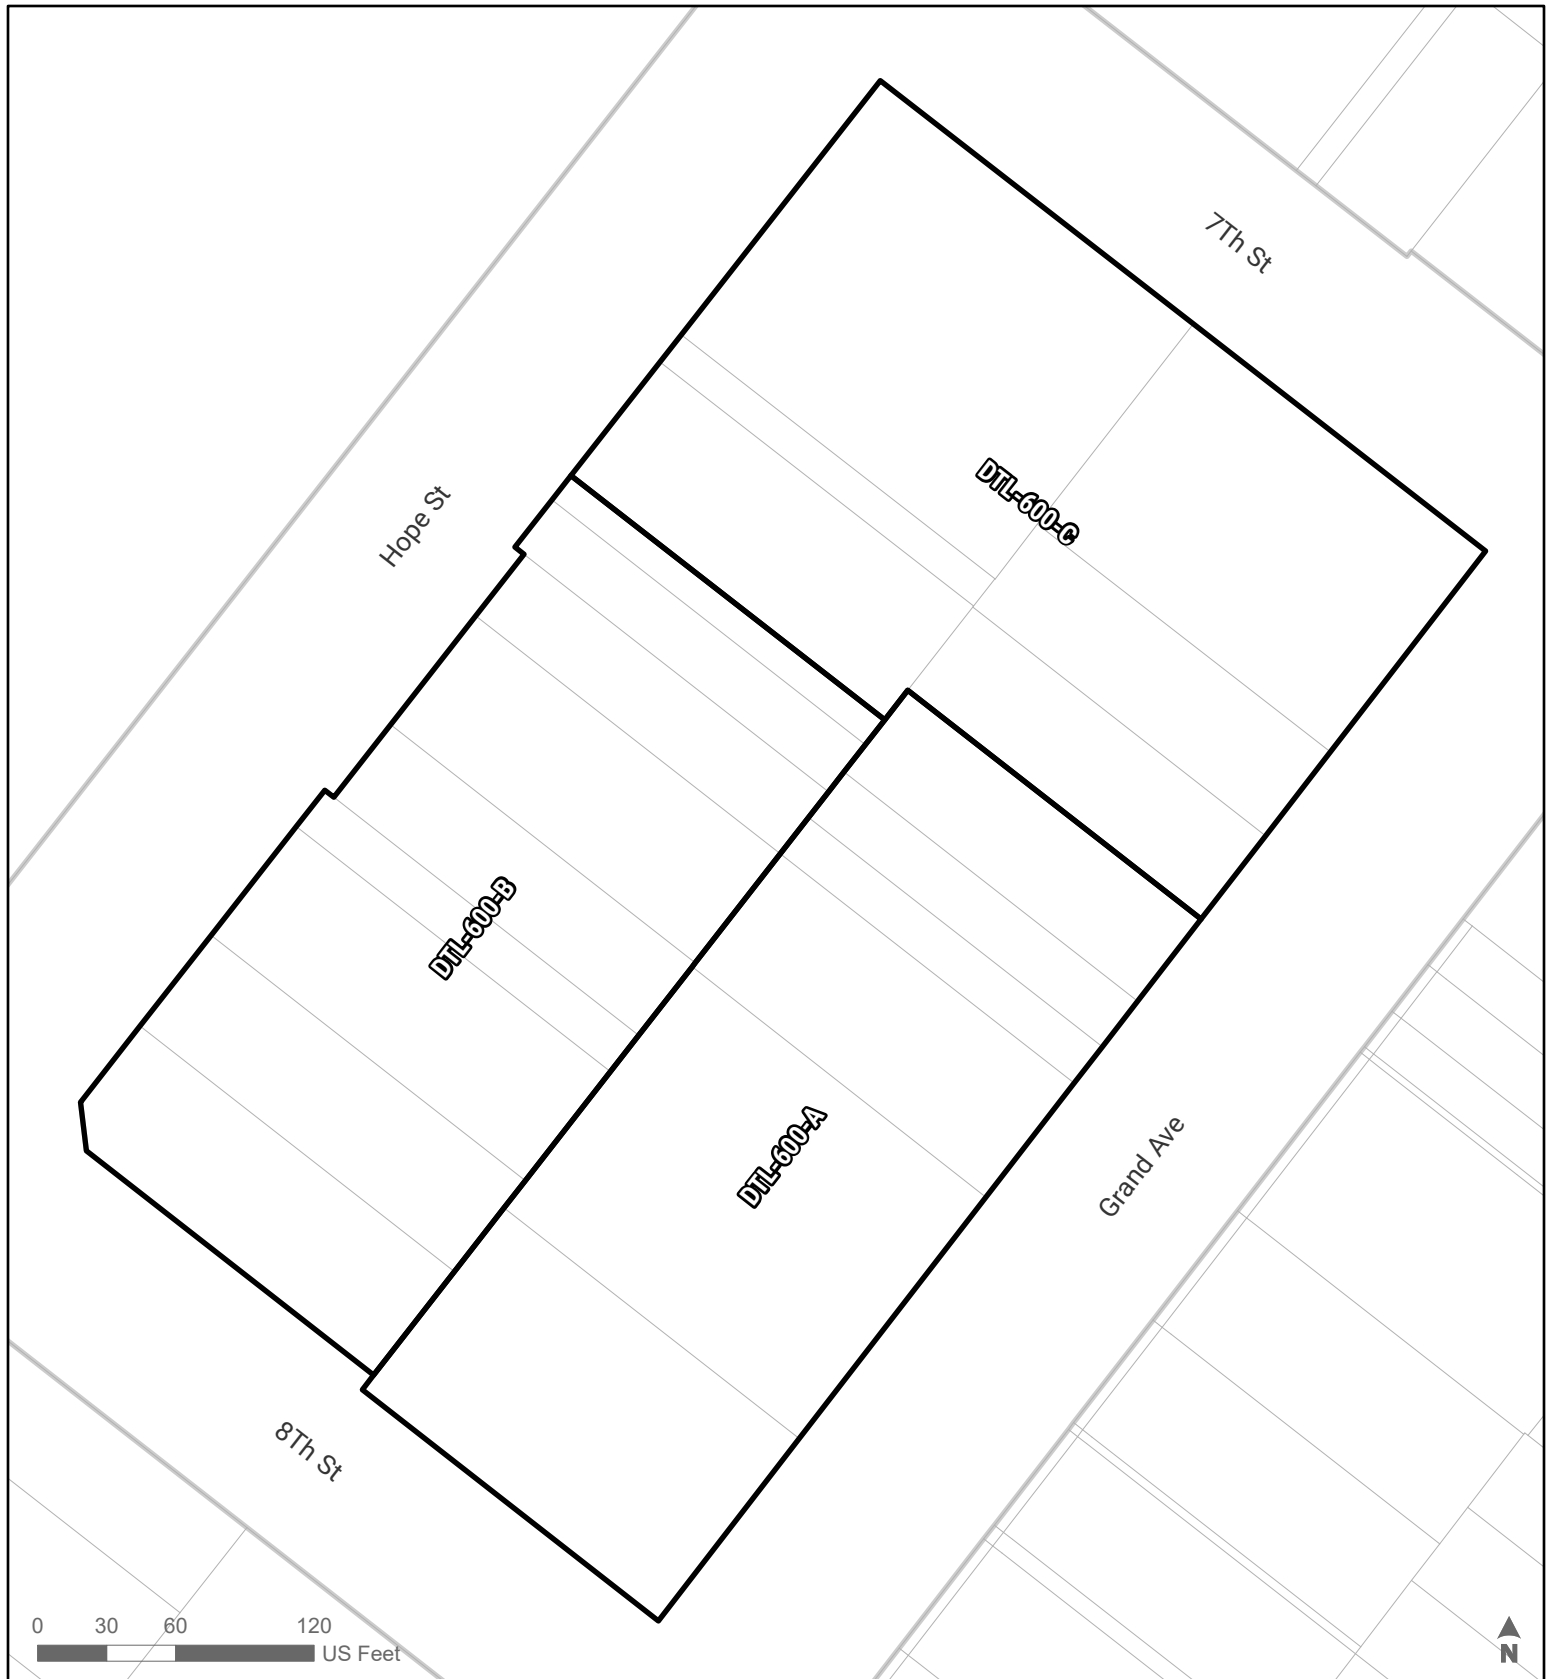 7Th St
DTL-600-C
Hope St
DTL-600-B
DTL-600-A
Grand Ave
8Th St
0 30 60 120
US Feet
N